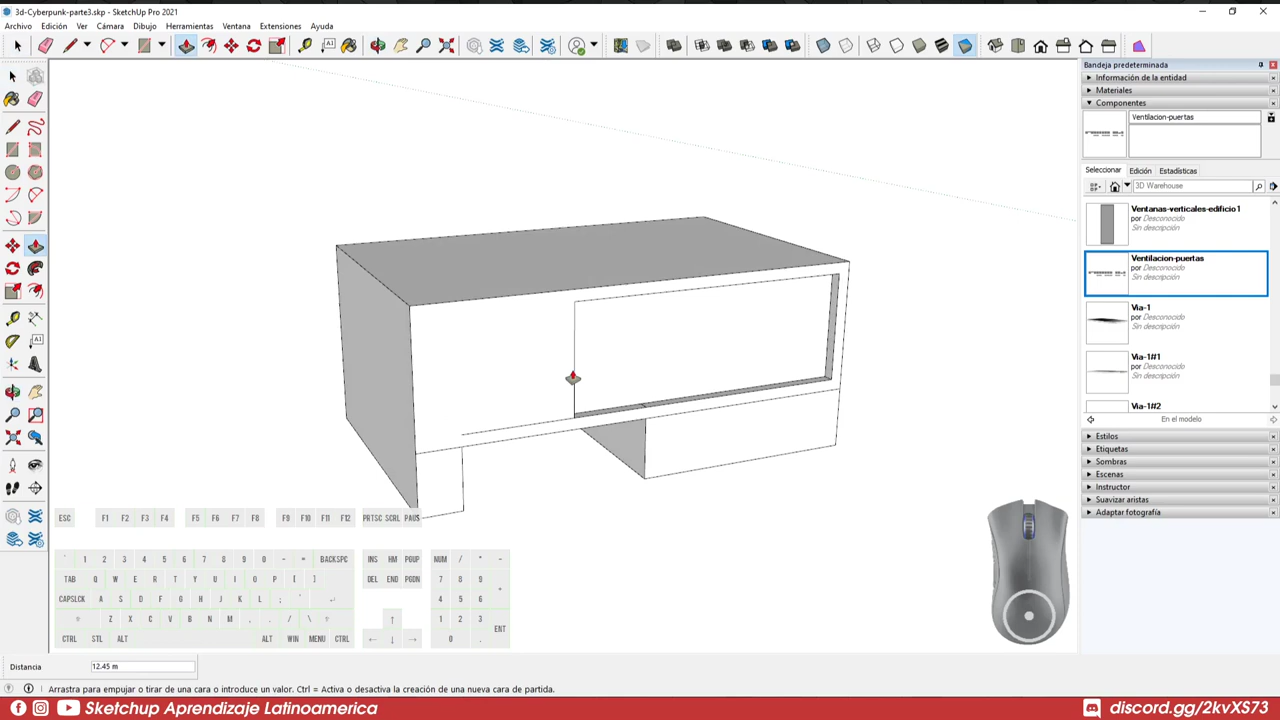 3d-Cyberpunk-parte3.skp - SketchUp Pro 2021
Archivo Edición Ver Cámara Dibujo Herramientas Ventana Extensiones Ayuda
Bandeja predeterminada
Información de la entidad
Materiales
Componentes
Ventilacion-puertas
Seleccionar Edición Estadísticas
3D Warehouse
Ventanas-verticales-edificio1
por Desconocido
Sin descripción
Ventilacion-puertas
por Desconocido
Sin descripción
Via-1
por Desconocido
Sin descripción
Via-1#1
por Desconocido
Sin descripción
Via-1#2
En el modelo
Estilos
Etiquetas
Sombras
Escenas
Instructor
Suavizar aristas
Adaptar fotografía
ESC F1 F2 F3 F4 F5 F6 F7 F8 F9 F10 F11 F12 PRTSC SCRL PAUS
` 1 2 3 4 5 6 7 8 9 0 - = BACKSPC INS HM PGUP NUM / * -
TAB Q W E R T Y U I O P [ ] DEL END PGDN 7 8 9 +
CAPSLCK A S D F G H J K L ; ' ↵ 4 5 6
⇧ Z X C V B N M , . / \ ⇧ ↑ 1 2 3 ENT
CTRL STL ALT ALT WIN MENU CTRL ← ↓ → 0 .
Distancia 12.45 m
Arrastra para empujar o tirar de una cara o introduce un valor. Ctrl = Activa o desactiva la creación de una nueva cara de partida.
Sketchup Aprendizaje Latinoamerica
discord.gg/2kvXS73